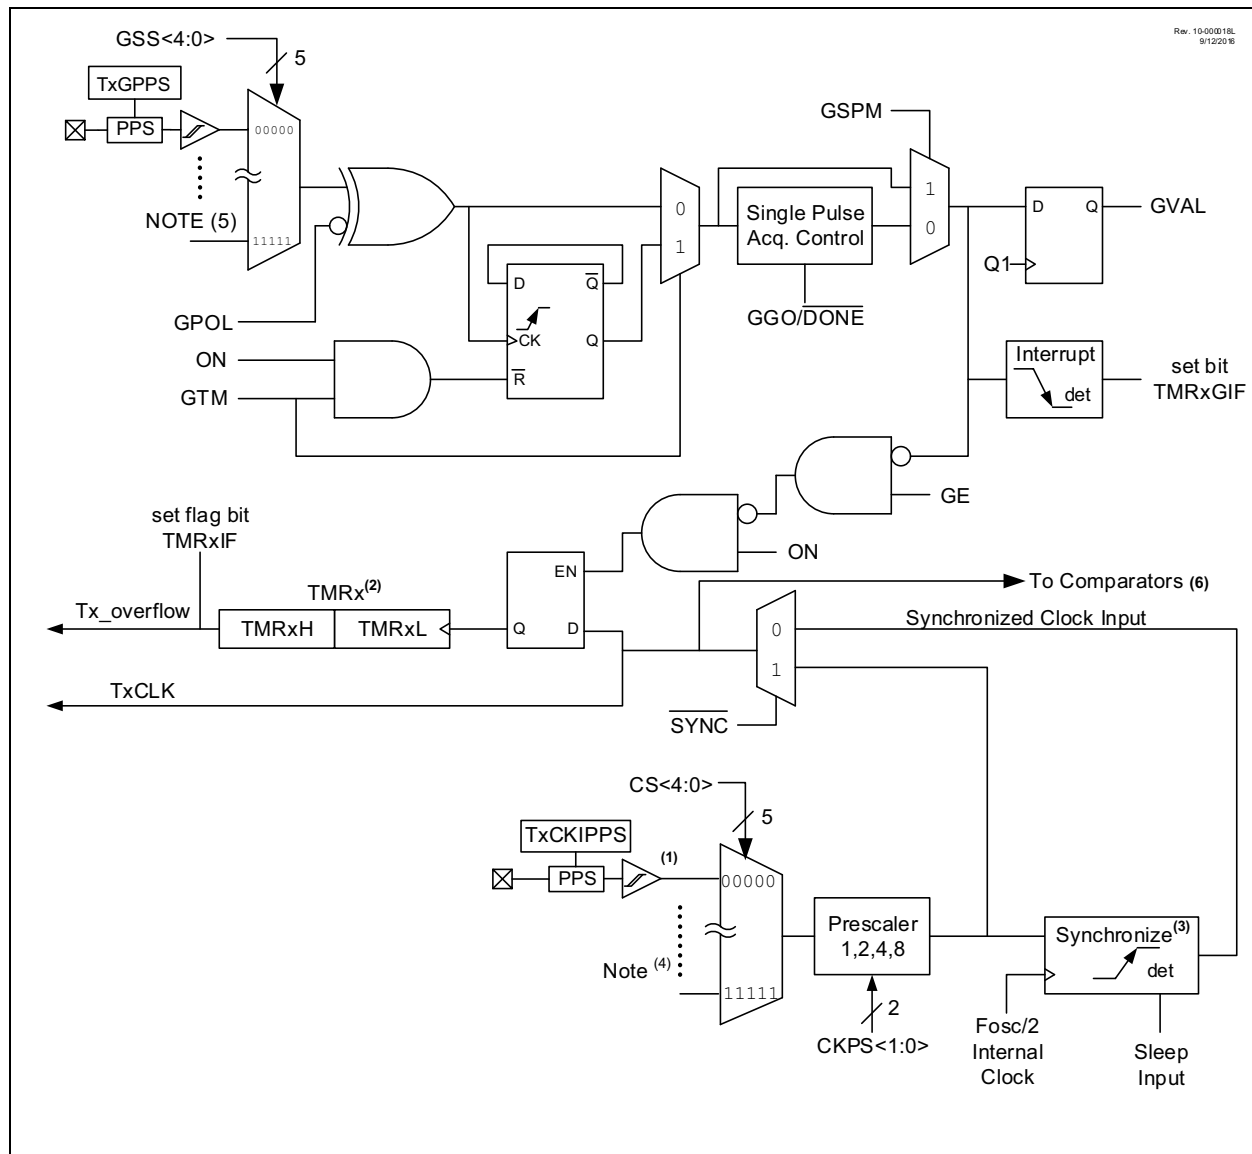 Rev. 10-000018L
9/12/2016
GSS<4:0>
5
TxGPPS
PPS
00000
NOTE (5)
11111
GPOL
ON
GTM
D
Q
CK
Q
R
0
1
Single Pulse
Acq. Control
GGO/DONE
GSPM
1
0
D
Q
Q1
GVAL
Interrupt
det
set bit
TMRxGIF
GE
ON
set flag bit
TMRxIF
Tx_overflow
TMRx(2)
TMRxH
TMRxL
EN
Q
D
TxCLK
To Comparators (6)
0
1
Synchronized Clock Input
SYNC
CS<4:0>
5
TxCKIPPS
PPS
(1)
00000
Note (4)
11111
Prescaler
1,2,4,8
2
CKPS<1:0>
Synchronize(3)
det
Fosc/2
Internal
Clock
Sleep
Input